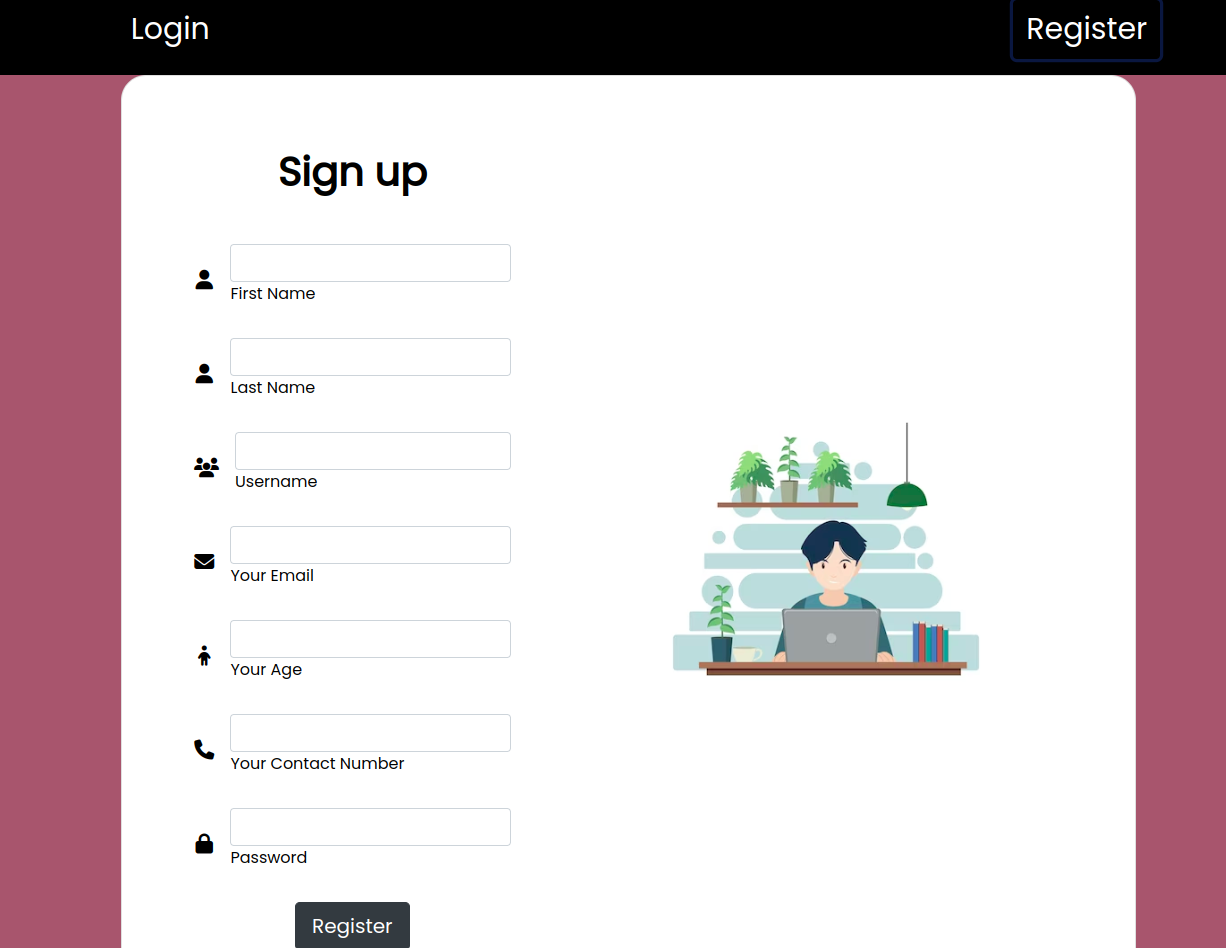 Login
Register
Sign up
First Name
Last Name
Username
Your Email
Your Age
Your Contact Number
Password
Register